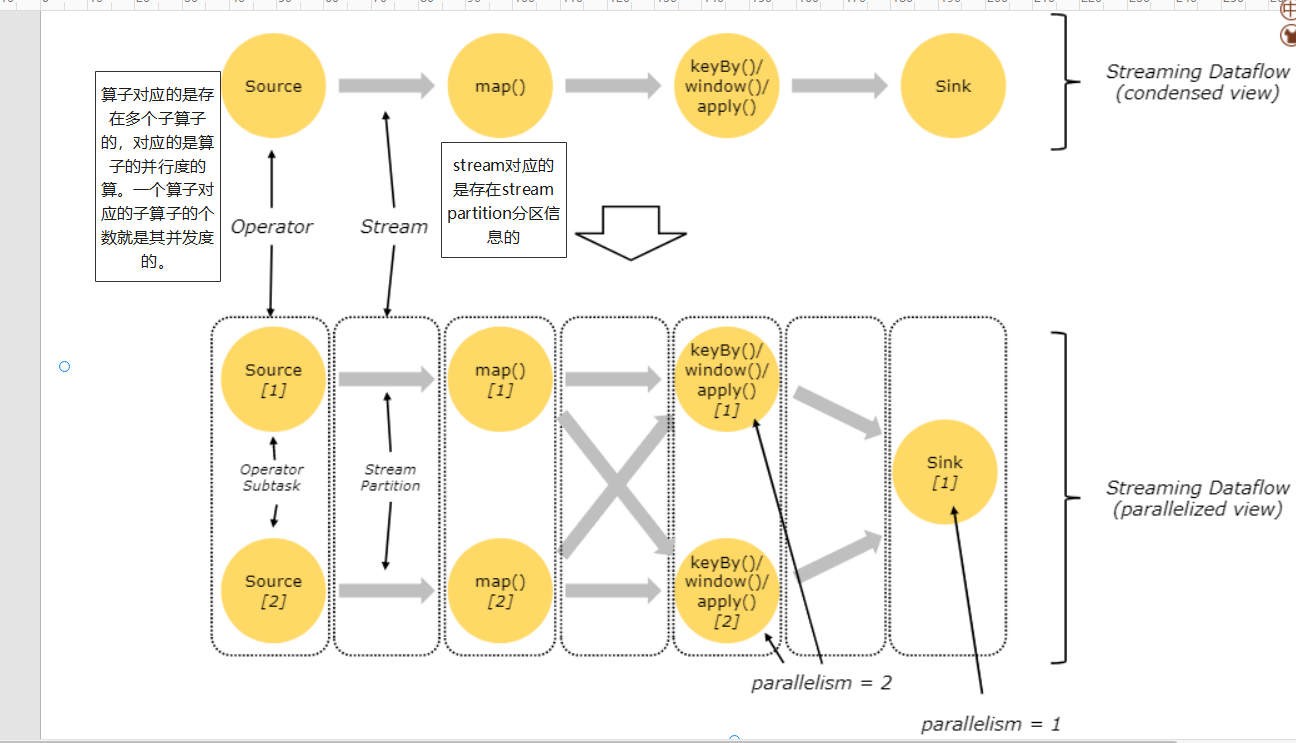 Source
map()
keyBy()/
window()/
apply()
Sink
Streaming Dataflow
(condensed view)
算子对应的是存
在多个子算子
的，对应的是算
子的并行度的
算。一个算子对
应的子算子的个
数就是其并发度
的。
stream对应的
是存在stream
partition分区信
息的
Operator
Stream
Source
[1]
map()
[1]
keyBy()/
window()/
apply()
[1]
Operator
Subtask
Stream
Partition
Sink
[1]
Streaming Dataflow
(parallelized view)
Source
[2]
map()
[2]
keyBy()/
window()/
apply()
[2]
parallelism = 2
parallelism = 1